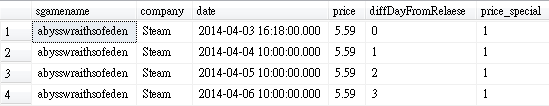 sgamename company date price diffDayFromRelaese price_special
1 abysswraithsofeden Steam 2014-04-03 16:18:00.000 5.59 0 1
2 abysswraithsofeden Steam 2014-04-04 10:00:00.000 5.59 1 1
3 abysswraithsofeden Steam 2014-04-05 10:00:00.000 5.59 2 1
4 abysswraithsofeden Steam 2014-04-06 10:00:00.000 5.59 3 1